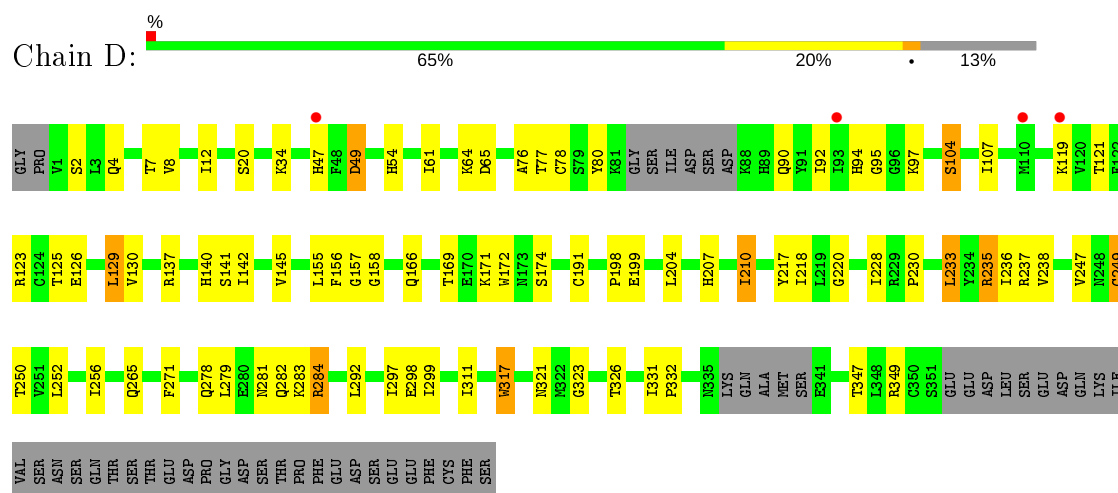 %
Chain D:
65% 20% • 13%
GLY PRO V1 S2 L3 Q4 T7 V8 I12 S20 K34 H47 F48 D49 H54 I61 K64 D65 A76 T77 C78 S79 Y80 K81 GLY SER ILE ASP SER ASP K88 H89 Q90 Y91 I92 I93 H94 G95 G96 K97 S104 I107 M110 K119 V120 T121
R123 C124 T125 E126 L129 V130 R137 H140 S141 I142 V145 L155 F156 G157 G158 Q166 T169 E170 K171 W172 N173 S174 C191 P198 E199 L204 H207 I210 Y217 I218 L219 G220 I228 R229 P230 L233 Y234 R235 I236 R237 V238 V247 N248
T250 V251 L252 I256 Q265 F271 Q278 L279 E280 N281 Q282 K283 R284 L292 I297 E298 I299 I311 W317 N321 M322 G323 T326 I331 P332 N335 LYS GLN ALA MET SER E341 T347 L348 R349 C350 S351 GLU GLU ASP LEU SER GLU ASP GLN LYS
VAL SER ASN SER GLN THR SER THR GLU ASP PRO GLY ASP SER THR PRO PHE GLU ASP SER GLU GLU PHE CYS PHE SER